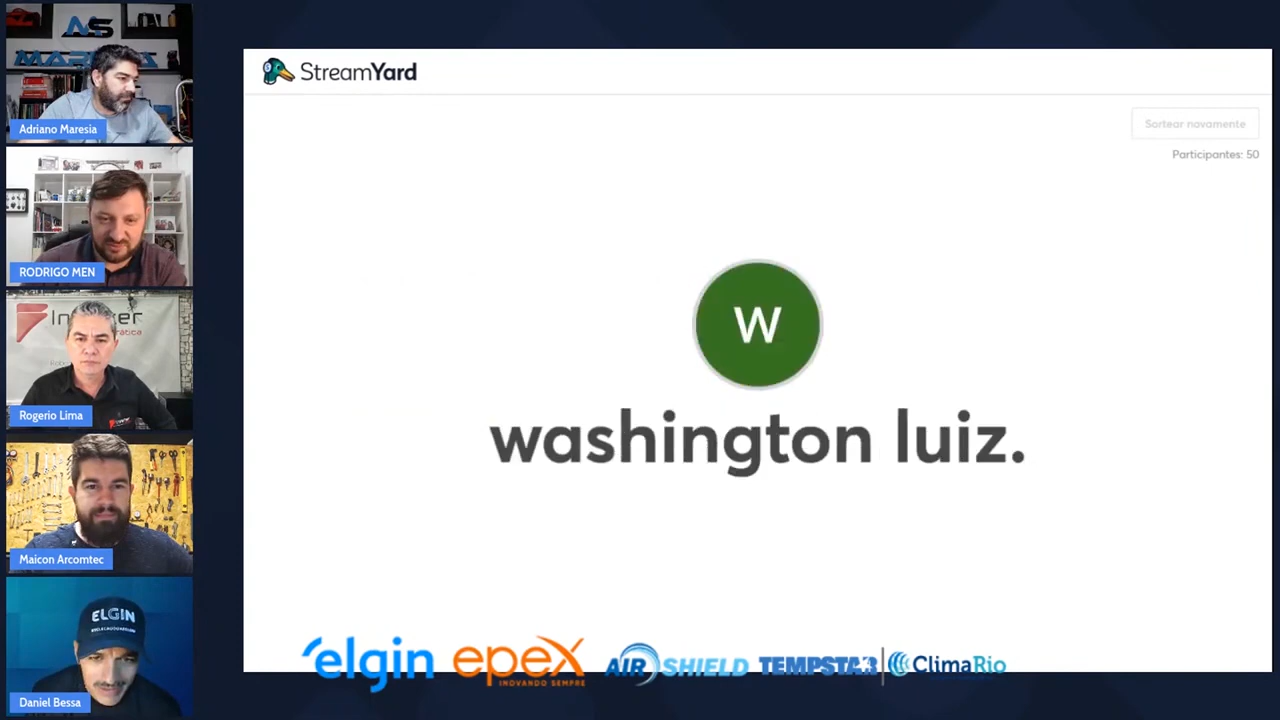 MS
Adriano Maresia
RODRIGO MEN
Rogerio Lima
Maicon Arcomtec
ELGIN
Daniel Bessa
StreamYard
Sortear novamente
Participantes: 50
W
washington luiz.
elgin
epex
INOVANDO SEMPRE
AIR SHIELD
TEMPSTAR
ClimaRio